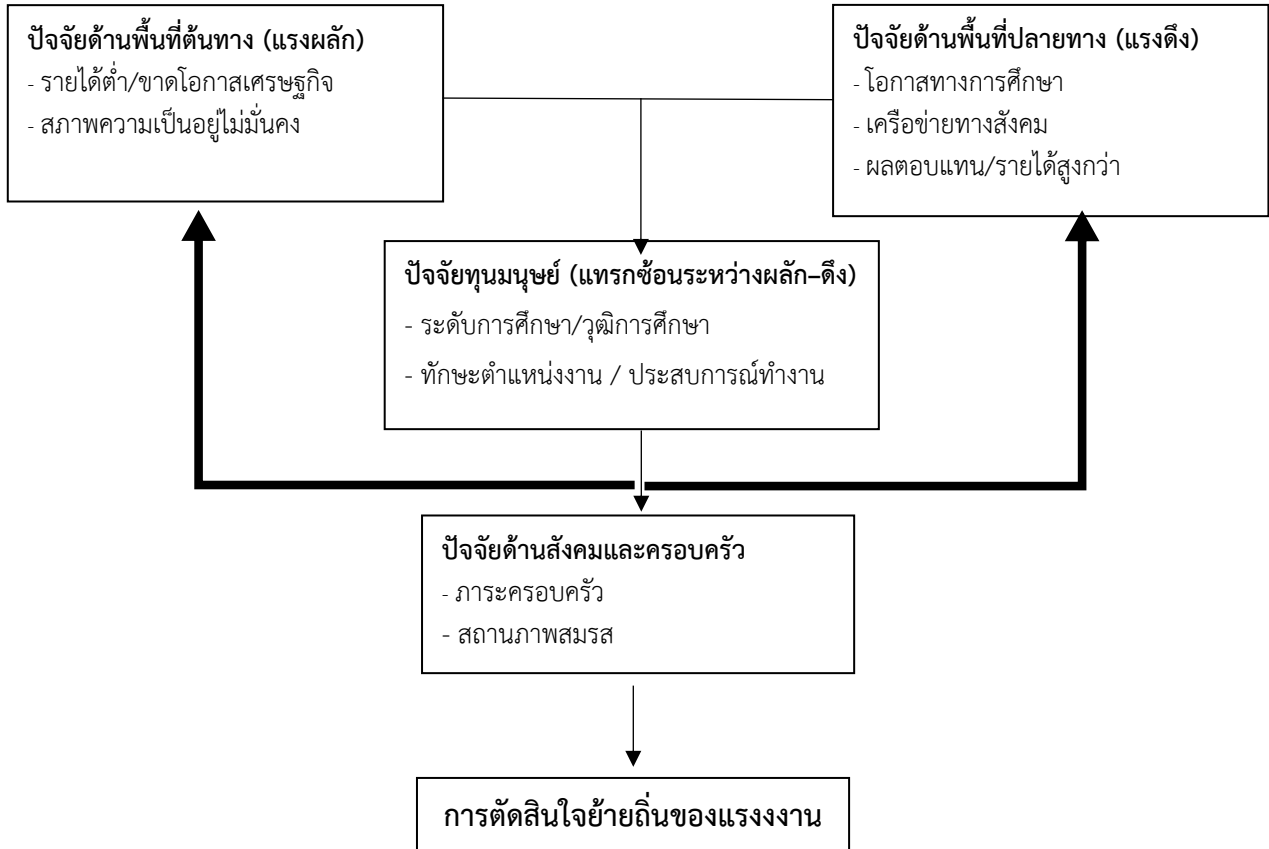 ปัจจัยด้านพื้นที่ต้นทาง (แรงผลัก)
- รายได้ต่ำ/ขาดโอกาสเศรษฐกิจ
- สภาพความเป็นอยู่ไม่มั่นคง
ปัจจัยด้านพื้นที่ปลายทาง (แรงดึง)
- โอกาสทางการศึกษา
- เครือข่ายทางสังคม
- ผลตอบแทน/รายได้สูงกว่า
ปัจจัยทุนมนุษย์ (แทรกซ้อนระหว่างผลัก–ดึง)
- ระดับการศึกษา/วุฒิการศึกษา
- ทักษะตำแหน่งงาน / ประสบการณ์ทำงาน
ปัจจัยด้านสังคมและครอบครัว
- ภาระครอบครัว
- สถานภาพสมรส
การตัดสินใจย้ายถิ่นของแรงงงาน